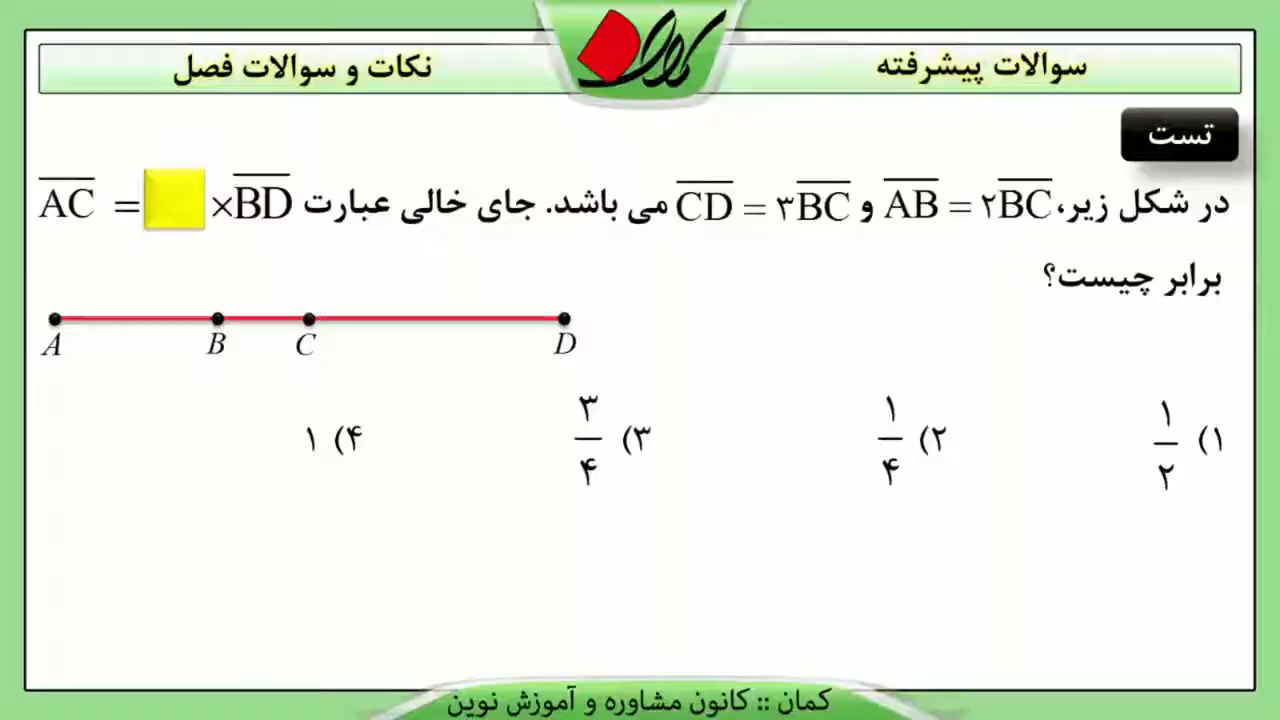 سوالات پیشرفته
نکات و سوالات فصل
تست
در شکل زیر، AB = ۲BC و CD = ۳BC می باشد. جای خالی عبارت AC = □ × BD
برابر چیست؟
A B C D
۱) ۱/۲ ۲) ۱/۴ ۳) ۳/۴ ۴) ۱
کمان :: کانون مشاوره و آموزش نوین